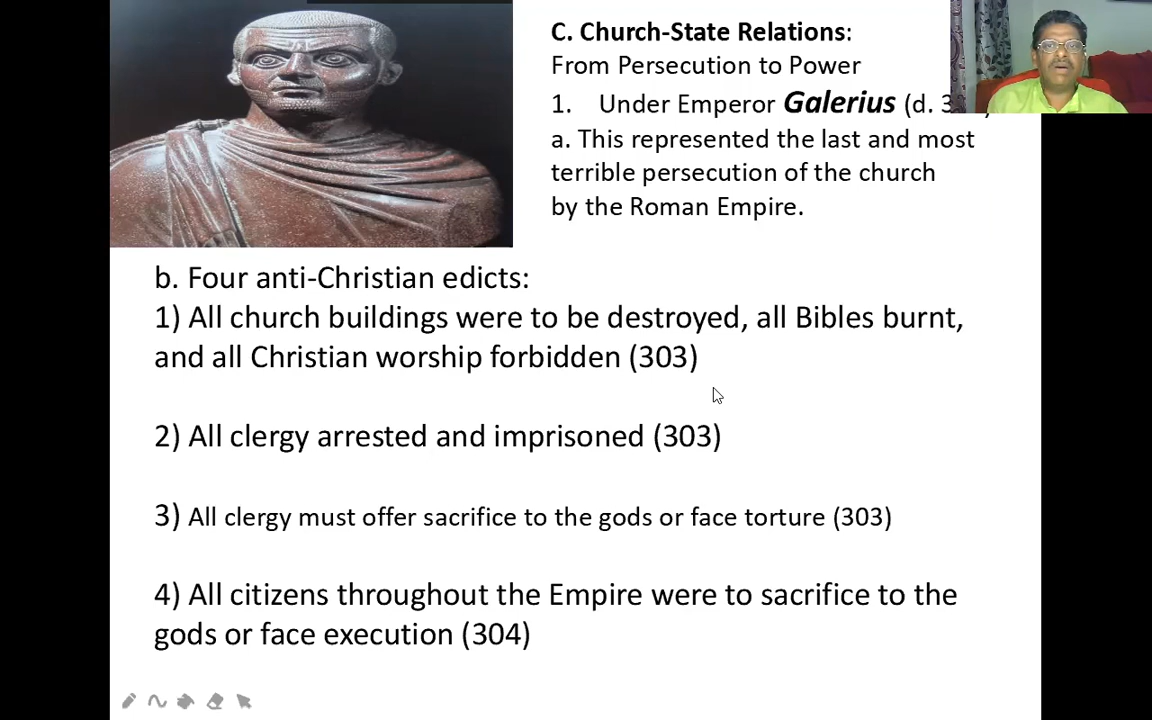 C. Church-State Relations:
From Persecution to Power
1. Under Emperor Galerius (d. 3
a. This represented the last and most
terrible persecution of the church
by the Roman Empire.
b. Four anti-Christian edicts:
1) All church buildings were to be destroyed, all Bibles burnt,
and all Christian worship forbidden (303)
2) All clergy arrested and imprisoned (303)
3) All clergy must offer sacrifice to the gods or face torture (303)
4) All citizens throughout the Empire were to sacrifice to the
gods or face execution (304)